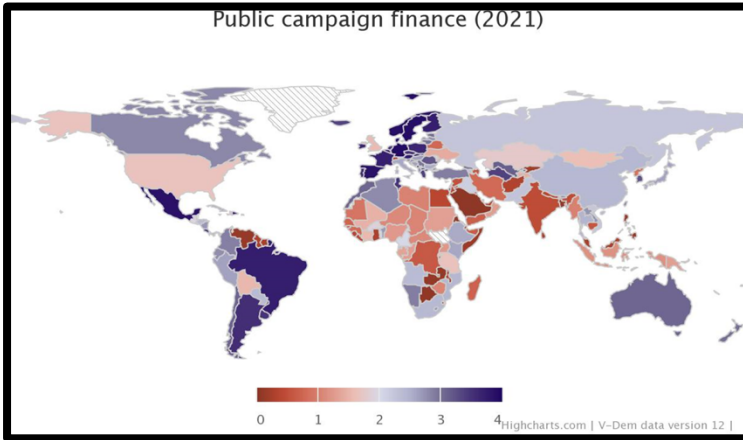 Public campaign finance (2021)
0 1 2 3 4
Highcharts.com | V-Dem data version 12 |